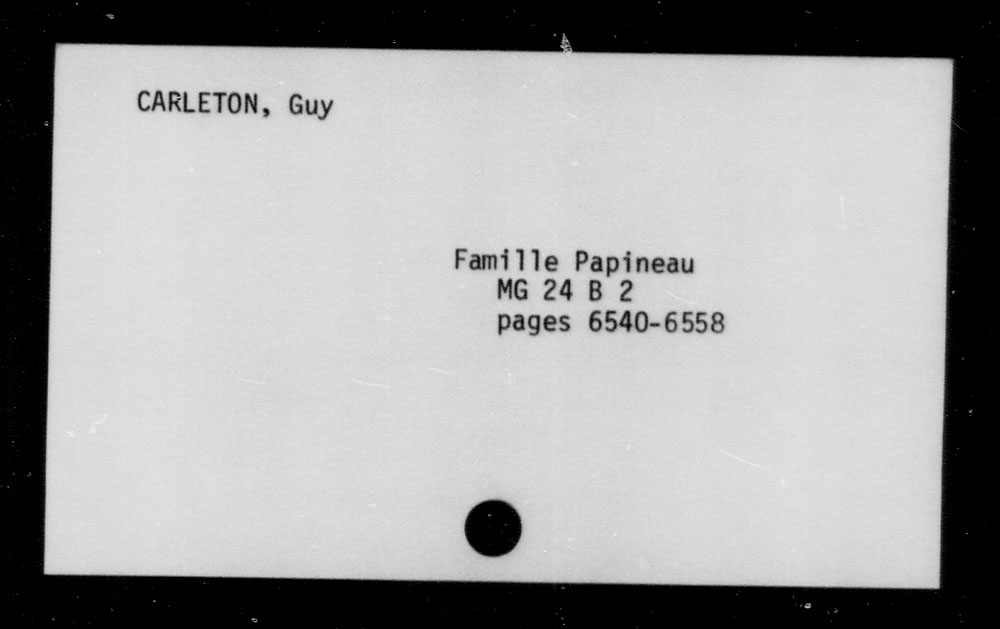 CARLETON, Guy
Famille Papineau
MG 24 B 2
pages 6540-6558